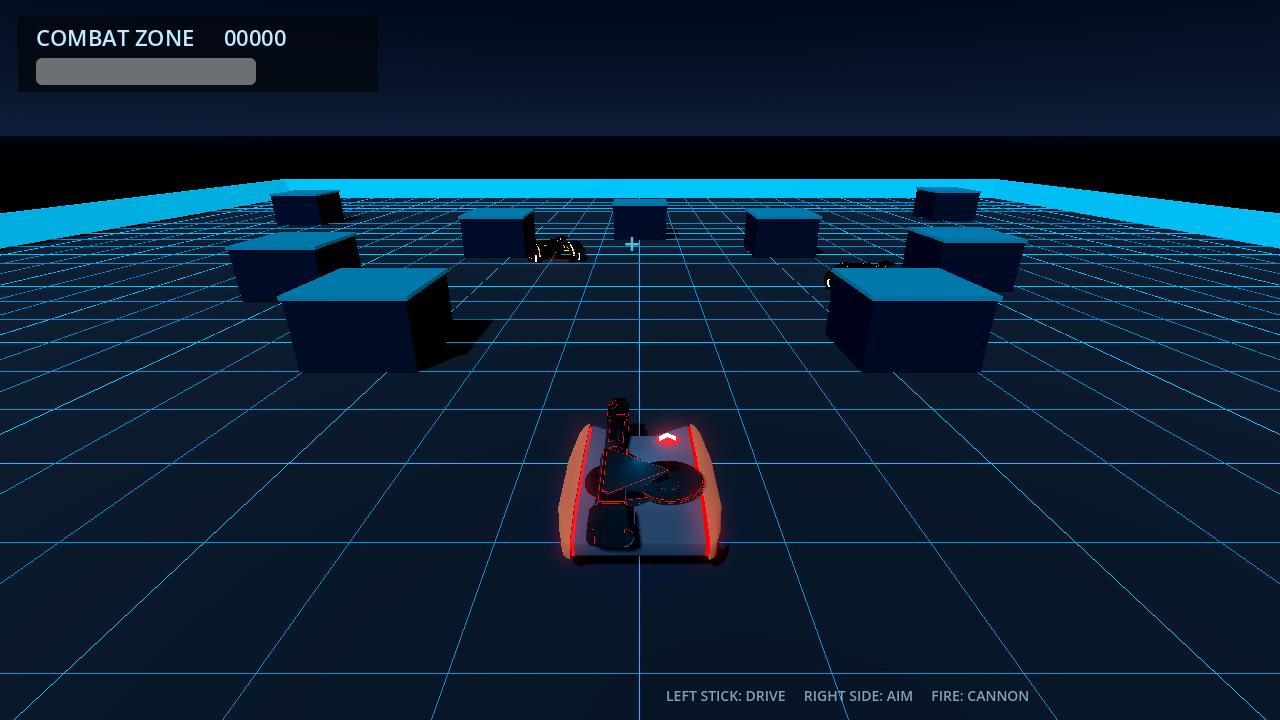 COMBAT ZONE 00000
LEFT STICK: DRIVE RIGHT SIDE: AIM FIRE: CANNON